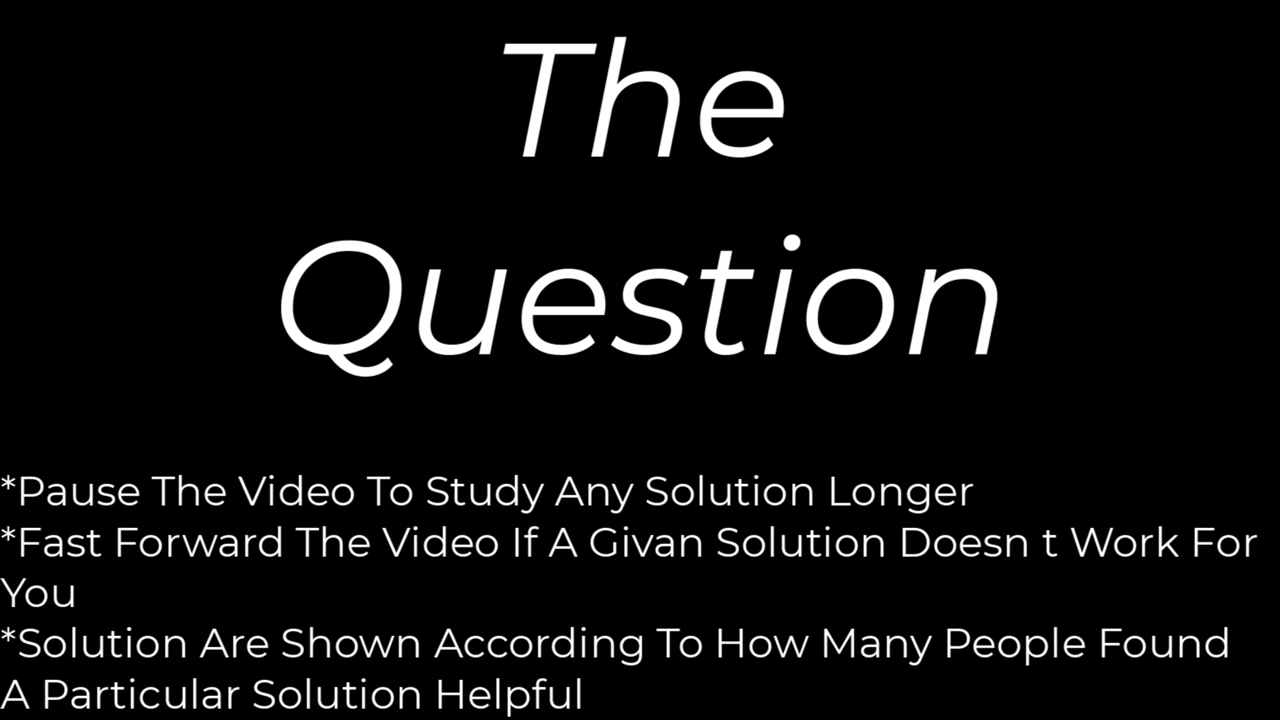 The
Question
*Pause The Video To Study Any Solution Longer
*Fast Forward The Video If A Givan Solution Doesn t Work For
You
*Solution Are Shown According To How Many People Found
A Particular Solution Helpful